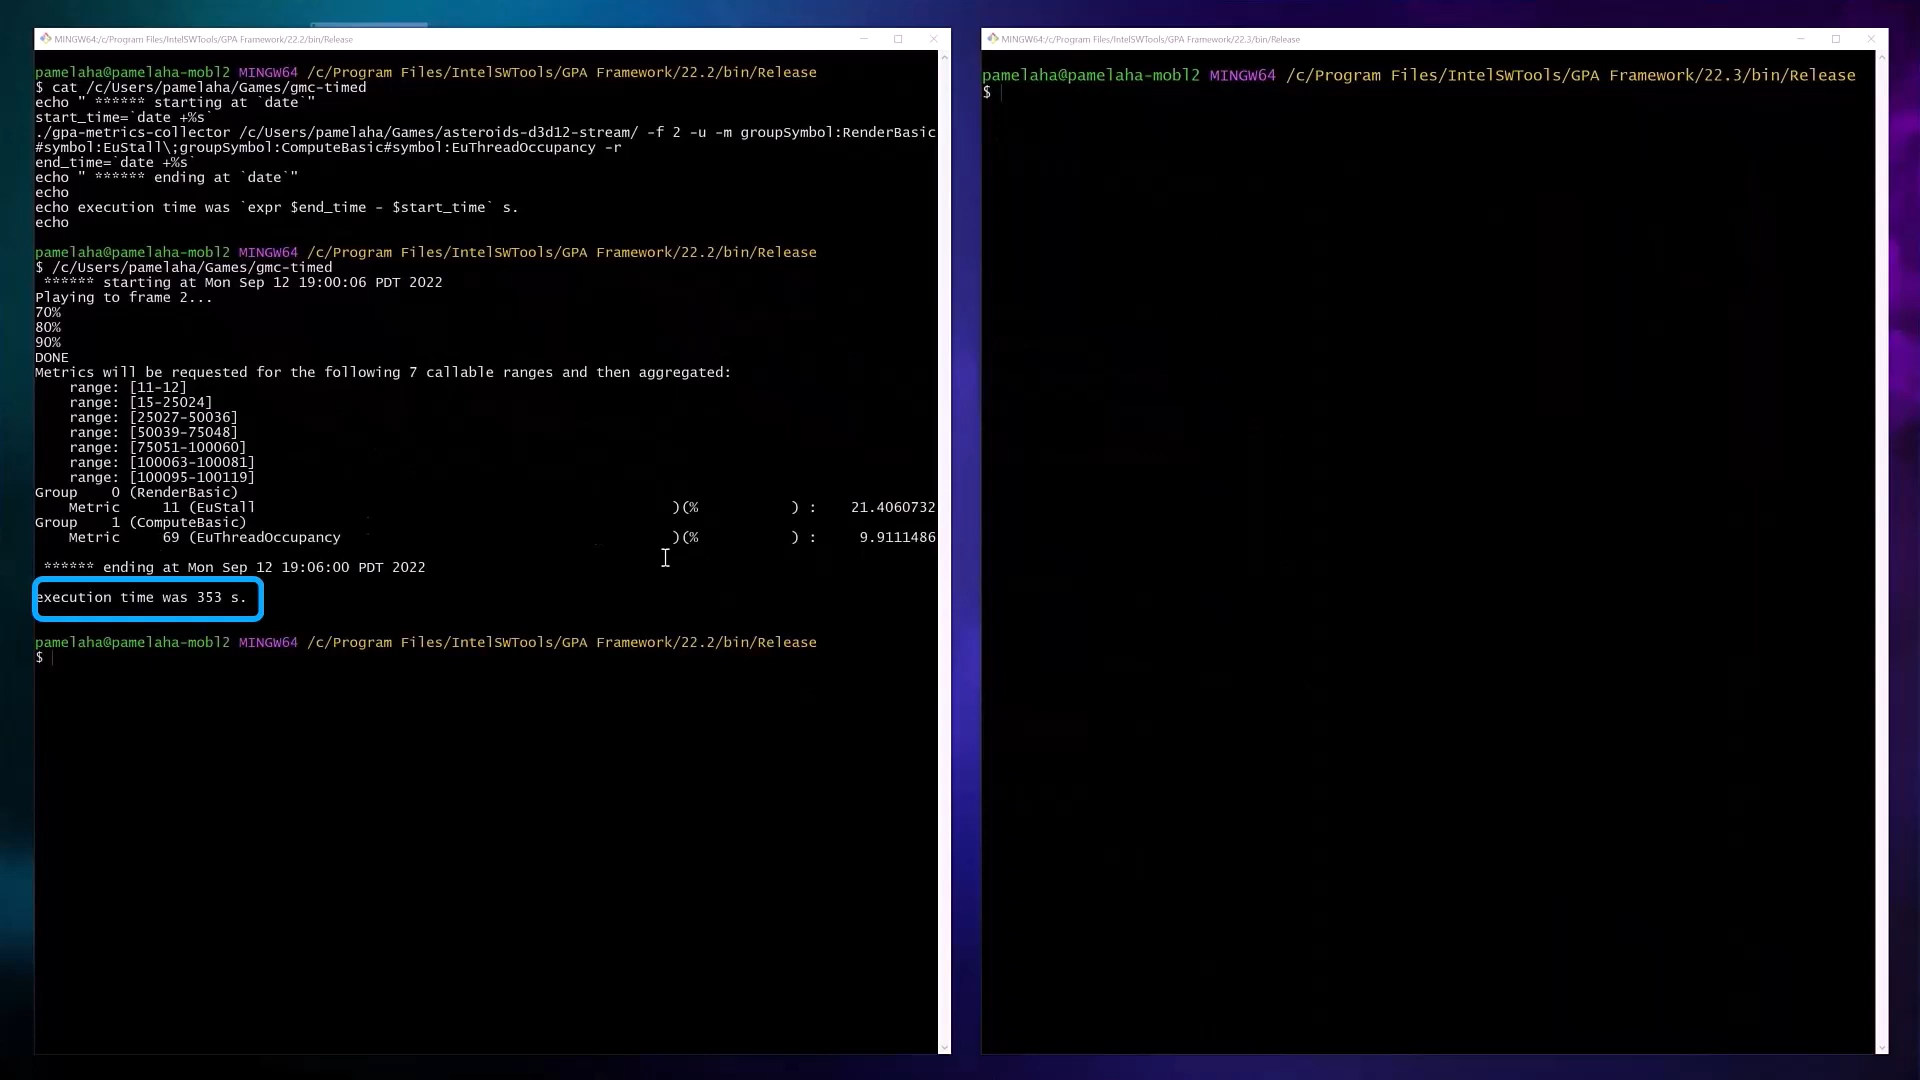 MINGW64:/c/Program Files/IntelSWTools/GPA Framework/22.2/bin/Release
pamelaha@pamelaha-mobl2 MINGW64 /c/Program Files/IntelSWTools/GPA Framework/22.2/bin/Release
$ cat /c/Users/pamelaha/Games/gmc-timed
echo " ****** starting at `date`"
start_time=`date +%s`
./gpa-metrics-collector /c/Users/pamelaha/Games/asteroids-d3d12-stream/ -f 2 -u -m groupSymbol:RenderBasic
#symbol:EuStall\;groupSymbol:ComputeBasic#symbol:EuThreadOccupancy -r
end_time=`date +%s`
echo " ****** ending at `date`"
echo
echo execution time was `expr $end_time - $start_time` s.
echo
pamelaha@pamelaha-mobl2 MINGW64 /c/Program Files/IntelSWTools/GPA Framework/22.2/bin/Release
$ /c/Users/pamelaha/Games/gmc-timed
****** starting at Mon Sep 12 19:00:06 PDT 2022
Playing to frame 2...
70%
80%
90%
DONE
Metrics will be requested for the following 7 callable ranges and then aggregated:
range: [11-12]
range: [15-25024]
range: [25027-50036]
range: [50039-75048]
range: [75051-100060]
range: [100063-100081]
range: [100095-100119]
Group 0 (RenderBasic)
Metric 11 (EuStall )(% ) : 21.4060732
Group 1 (ComputeBasic)
Metric 69 (EuThreadOccupancy )(% ) : 9.9111486
****** ending at Mon Sep 12 19:06:00 PDT 2022
execution time was 353 s.
pamelaha@pamelaha-mobl2 MINGW64 /c/Program Files/IntelSWTools/GPA Framework/22.2/bin/Release
$
MINGW64:/c/Program Files/IntelSWTools/GPA Framework/22.3/bin/Release
pamelaha@pamelaha-mobl2 MINGW64 /c/Program Files/IntelSWTools/GPA Framework/22.3/bin/Release
$